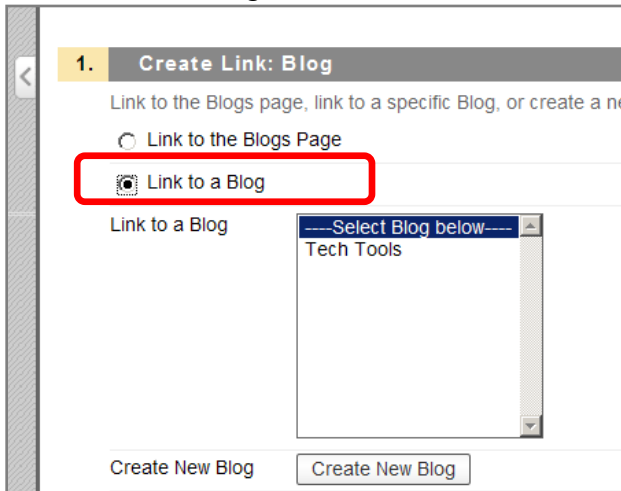 1. Create Link: Blog
Link to the Blogs page, link to a specific Blog, or create a
Link to the Blogs Page
Link to a Blog
Link to a Blog
----Select Blog below----
Tech Tools
Create New Blog Create New Blog